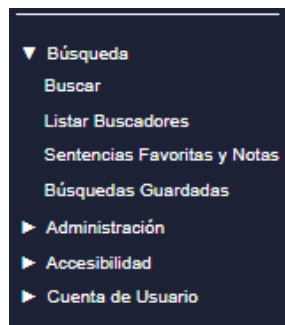 Búsqueda
Buscar
Listar Buscadores
Sentencias Favoritas y Notas
Búsquedas Guardadas
Administración
Accesibilidad
Cuenta de Usuario